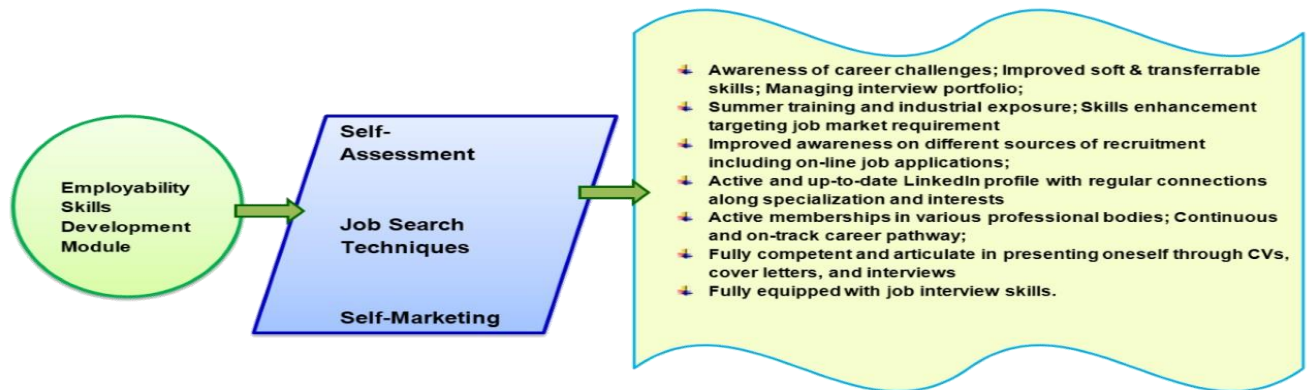 Employability
Skills
Development
Module
Self-
Assessment
Job Search
Techniques
Self-Marketing
Awareness of career challenges; Improved soft & transferrable
skills; Managing interview portfolio;
Summer training and industrial exposure; Skills enhancement
targeting job market requirement
Improved awareness on different sources of recruitment
including on-line job applications;
Active and up-to-date LinkedIn profile with regular connections
along specialization and interests
Active memberships in various professional bodies; Continuous
and on-track career pathway;
Fully competent and articulate in presenting oneself through CVs,
cover letters, and interviews
Fully equipped with job interview skills.